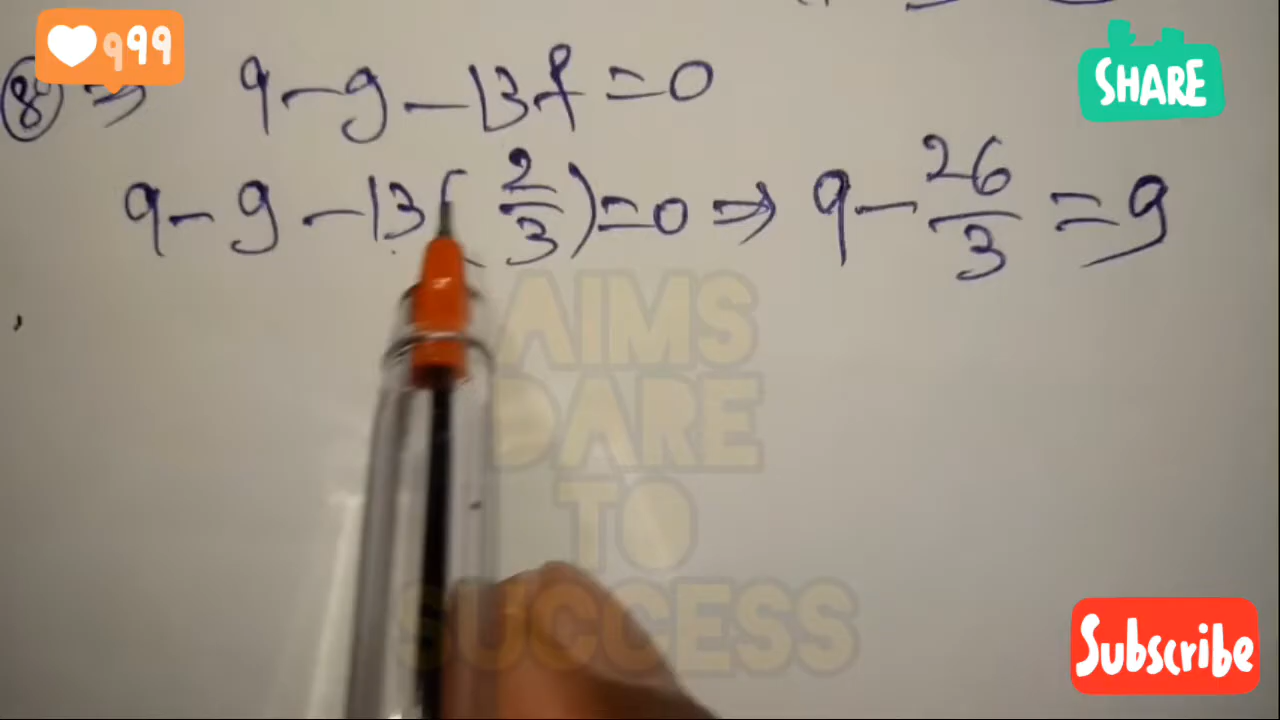 999
SHARE
⑧ ⇒ 9 - g - 13f = 0
9 - g - 13(2/3) = 0 ⇒ 9 - 26/3 = g
AIMS
DARE
TO
SUCCESS
Subscribe